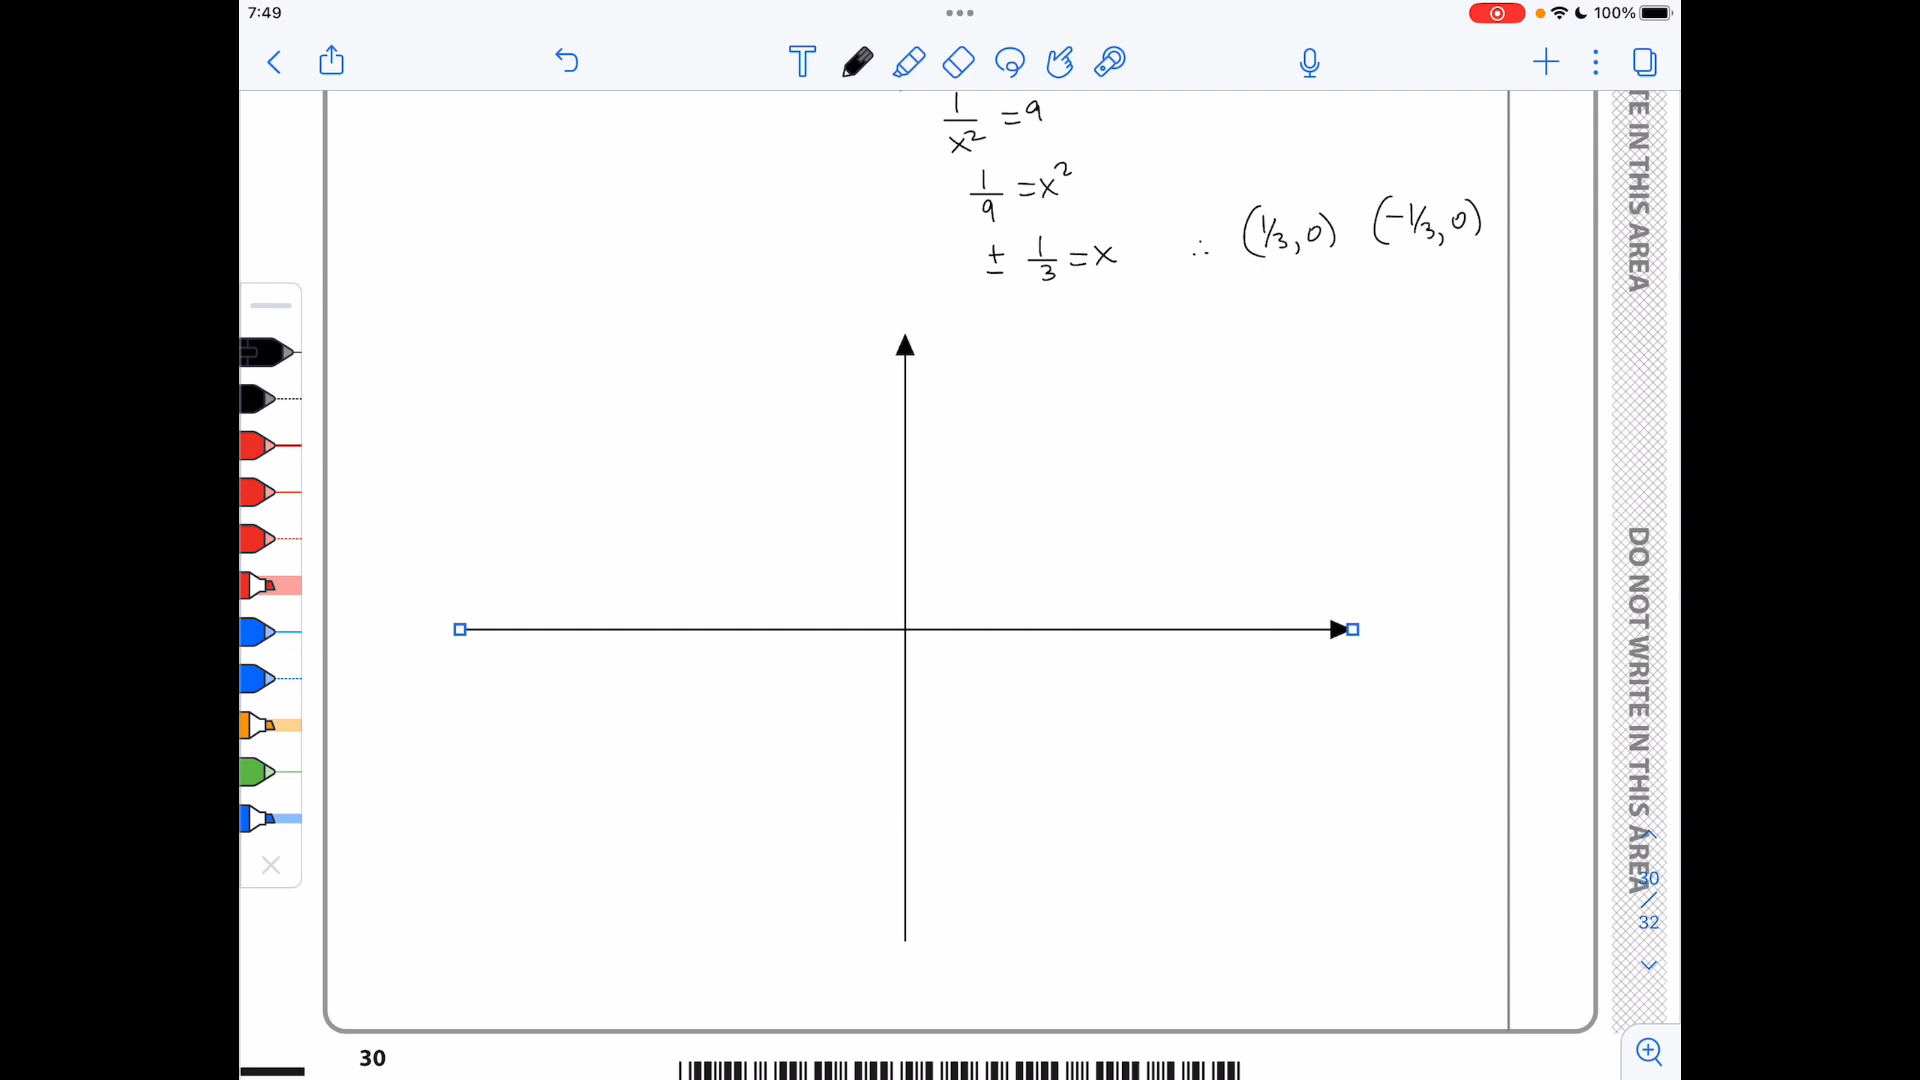 7:49
100%
1/x² = 9
1/9 = x²
± 1/3 = x ∴ (1/3, 0) (-1/3, 0)
TE IN THIS AREA
DO NOT WRITE IN THIS AREA
30
/
32
30